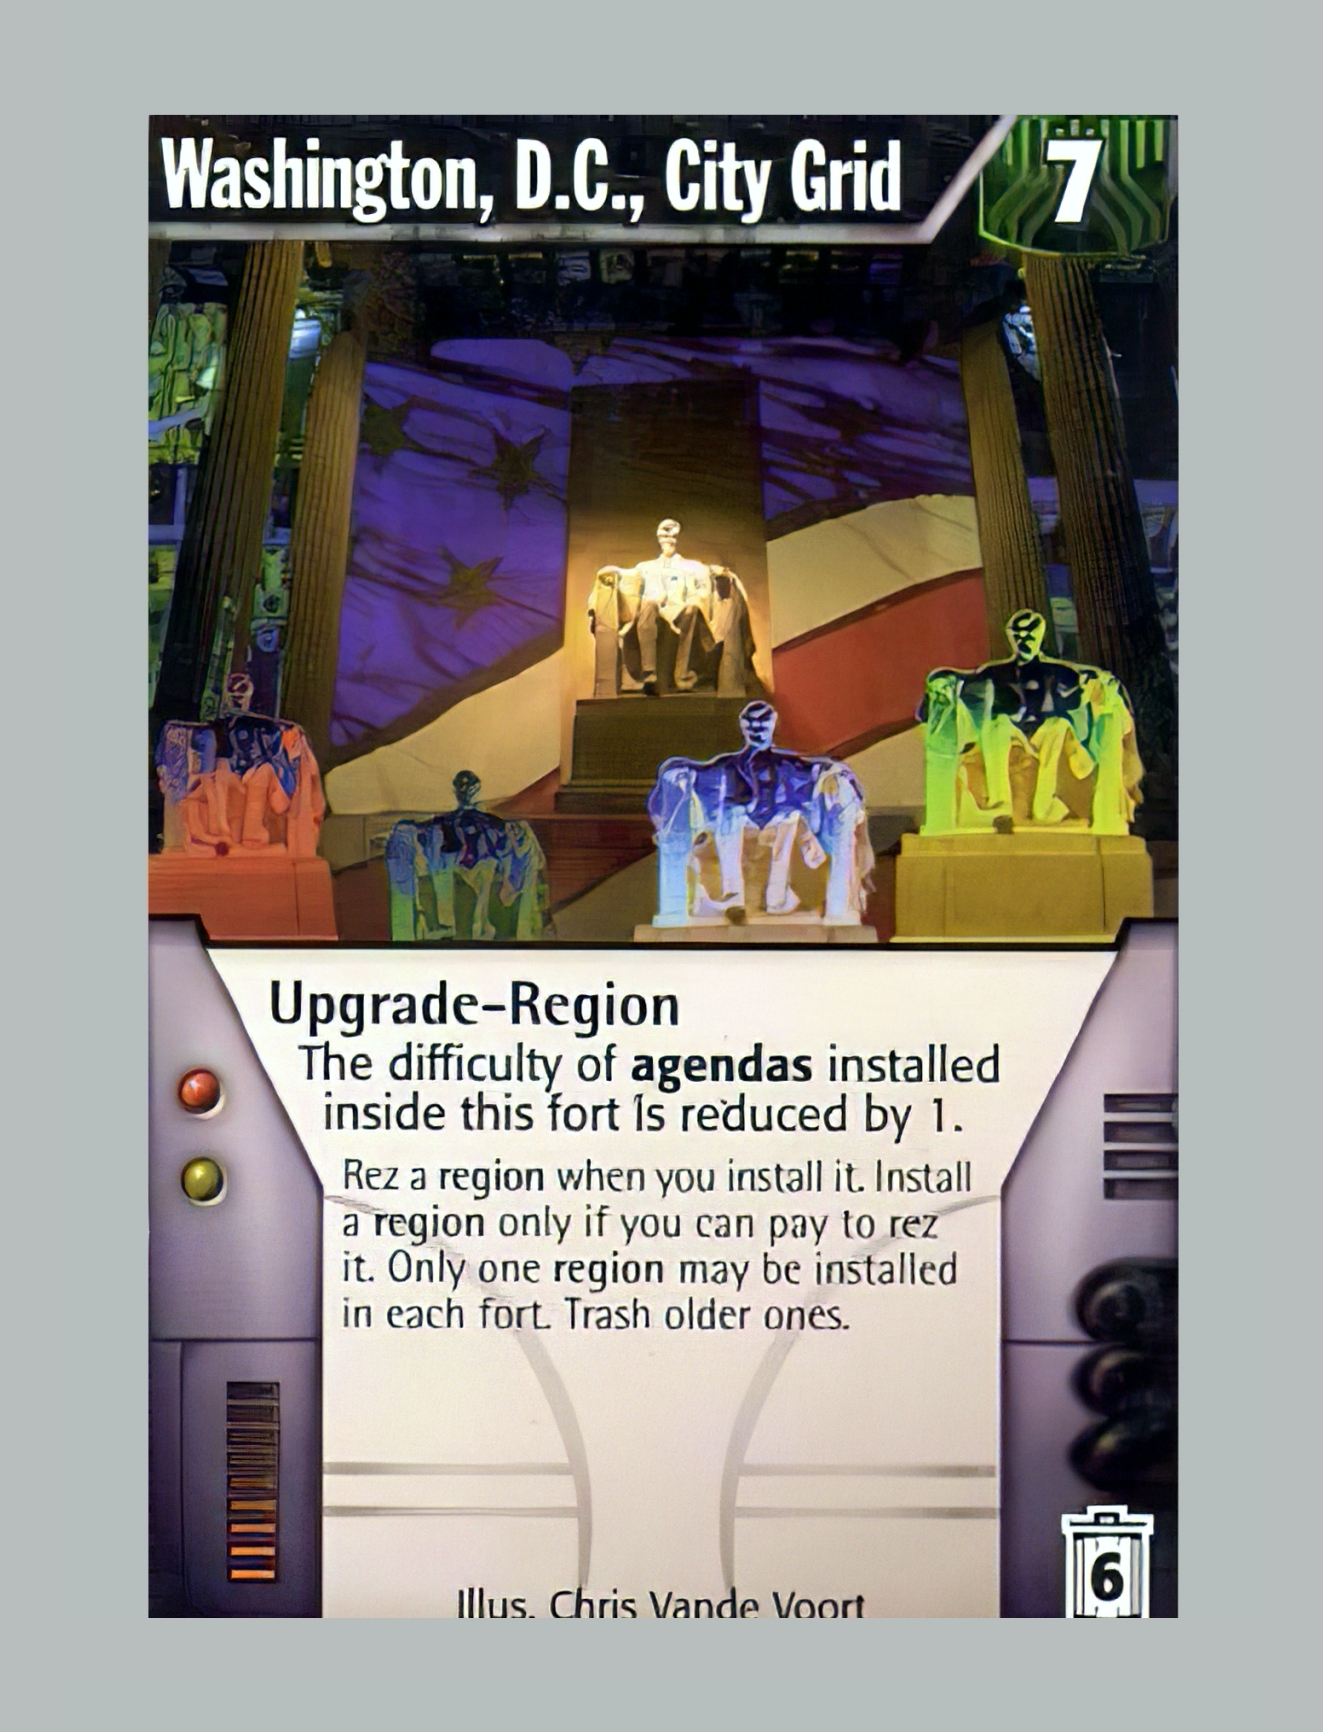 Washington, D.C., City Grid
7
Upgrade-Region
The difficulty of agendas installed
inside this fort is reduced by 1.
Rez a region when you install it. Install
a region only if you can pay to rez
it. Only one region may be installed
in each fort. Trash older ones.
6
Illus. Chris Vande Voort